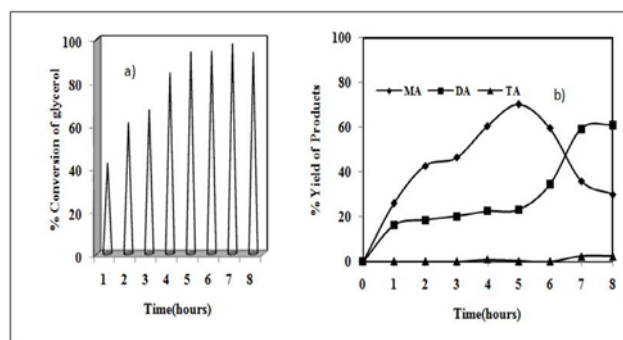 % Conversion of glycerol
100
80
60
40
20
0
a)
1 2 3 4 5 6 7 8
Time(hours)
% Yield of Products
100
80
60
40
20
0
MA DA TA
b)
0 1 2 3 4 5 6 7 8
Time(hours)